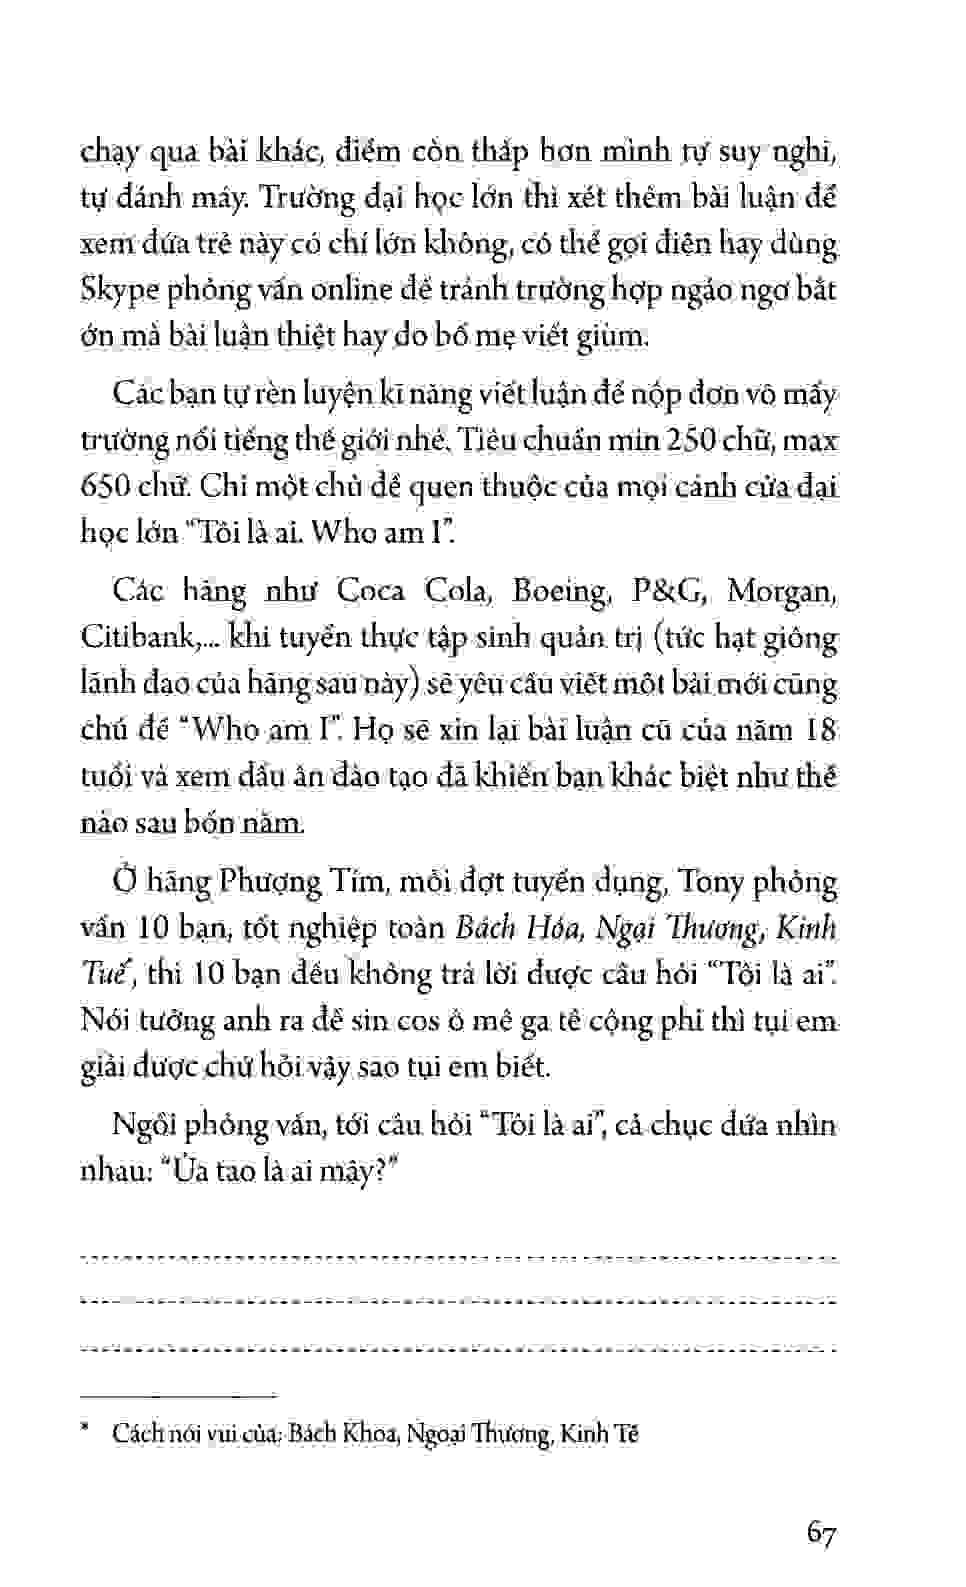 chạy qua bài khác, điểm còn thấp hơn mình tự suy nghĩ,
tự đánh máy. Trường đại học lớn thì xét thêm bài luận để
xem đứa trẻ này có chí lớn không, có thể gọi điện hay dùng
Skype phỏng vấn online để tránh trường hợp ngáo ngơ bất
ổn mà bài luận thiệt hay do bố mẹ viết giùm.
Các bạn tự rèn luyện kĩ năng viết luận để nộp đơn vô mấy
trường nổi tiếng thế giới nhé. Tiêu chuẩn min 250 chữ, max
650 chữ. Chỉ một chủ đề quen thuộc của mọi cánh cửa đại
học lớn “Tôi là ai. Who am I”.
Các hãng như Coca Cola, Boeing, P&G, Morgan,
Citibank,... khi tuyển thực tập sinh quản trị (tức hạt giống
lãnh đạo của hãng sau này) sẽ yêu cầu viết một bài mới cũng
chủ đề “Who am I”. Họ sẽ xin lại bài luận cũ của năm 18
tuổi và xem dấu ấn đào tạo đã khiến bạn khác biệt như thế
nào sau bốn năm.
Ở hãng Phượng Tím, mỗi đợt tuyển dụng, Tony phỏng
vấn 10 bạn, tốt nghiệp toàn Bách Hóa, Ngại Thương, Kinh
Tuế*, thì 10 bạn đều không trả lời được câu hỏi “Tôi là ai”.
Nói tưởng anh ra đề sin cos ô mê ga tê cộng phi thì tụi em
giải được chứ hỏi vậy sao tụi em biết.
Ngồi phỏng vấn, tới câu hỏi “Tôi là ai”, cả chục đứa nhìn
nhau: “Ủa tao là ai mậy?”
* Cách nói vui của: Bách Khoa, Ngoại Thương, Kinh Tế
67